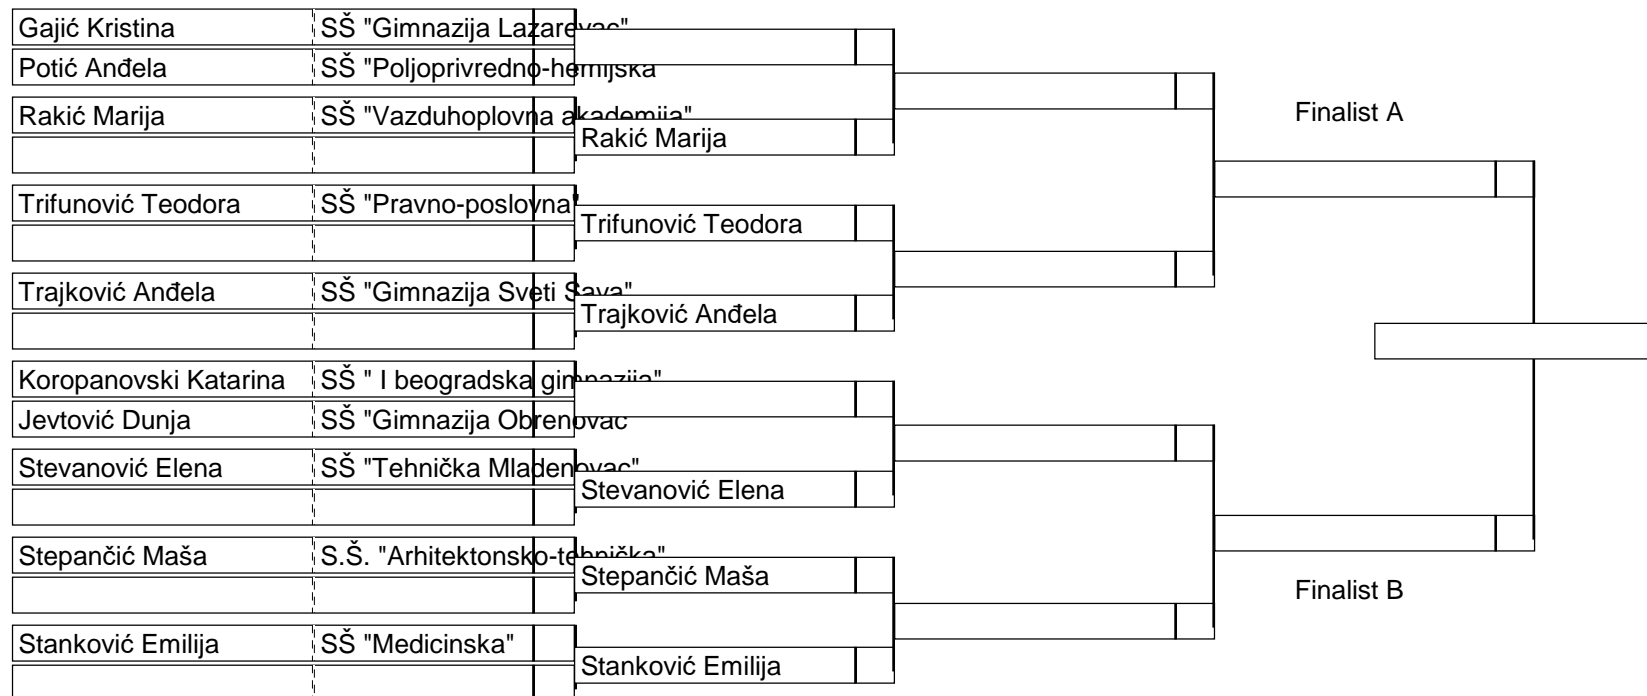 Gajić Kristina SŠ "Gimnazija Lazarevac"
Potić Anđela SŠ "Poljoprivredno-hemijska
Rakić Marija SŠ "Vazduhoplovna akademija"
Rakić Marija
Finalist A
Trifunović Teodora SŠ "Pravno-poslovna"
Trifunović Teodora
Trajković Anđela SŠ "Gimnazija Sveti Sava"
Trajković Anđela
Koropanovski Katarina SŠ " I beogradska gimnazija"
Jevtović Dunja SŠ "Gimnazija Obrenovac"
Stevanović Elena SŠ "Tehnička Mladenovac"
Stevanović Elena
Stepančić Maša S.Š. "Arhitektonsko-tehnička"
Stepančić Maša
Finalist B
Stanković Emilija SŠ "Medicinska"
Stanković Emilija